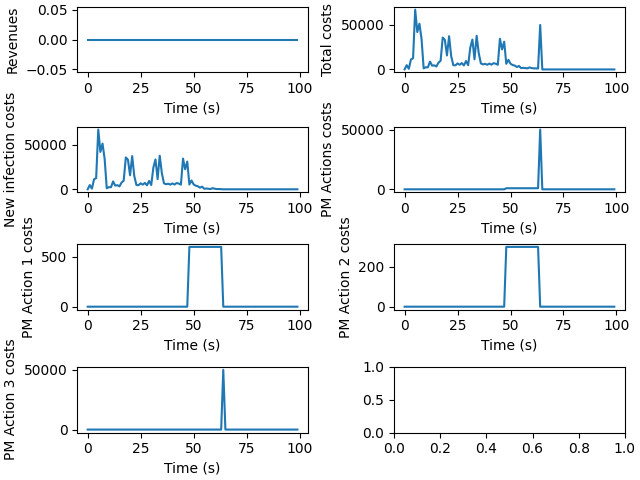 Revenues
0.05
0.00
−0.05
0 25 50 75 100
Time (s)
Total costs
50000
0
0 25 50 75 100
Time (s)
New infection costs
50000
0
0 25 50 75 100
Time (s)
PM Actions costs
50000
0
0 25 50 75 100
Time (s)
PM Action 1 costs
500
0
0 25 50 75 100
Time (s)
PM Action 2 costs
200
0
0 25 50 75 100
Time (s)
PM Action 3 costs
50000
0
0 25 50 75 100
Time (s)
1.0
0.5
0.0
0.0 0.2 0.4 0.6 0.8 1.0